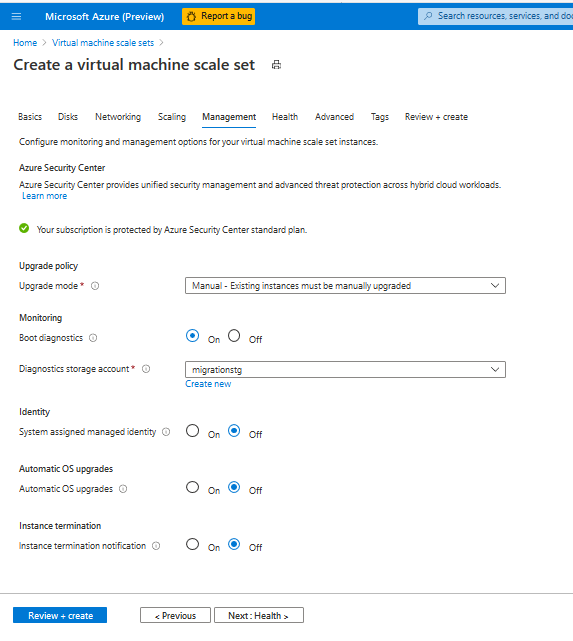 Microsoft Azure (Preview) Report a bug Search resources, services, and doc
Home > Virtual machine scale sets >
Create a virtual machine scale set
Basics Disks Networking Scaling Management Health Advanced Tags Review + create
Configure monitoring and management options for your virtual machine scale set instances.
Azure Security Center
Azure Security Center provides unified security management and advanced threat protection across hybrid cloud workloads.
Learn more
Your subscription is protected by Azure Security Center standard plan.
Upgrade policy
Upgrade mode * Manual - Existing instances must be manually upgraded
Monitoring
Boot diagnostics On Off
Diagnostics storage account * migrationstg
Create new
Identity
System assigned managed identity On Off
Automatic OS upgrades
Automatic OS upgrades On Off
Instance termination
Instance termination notification On Off
Review + create < Previous Next : Health >